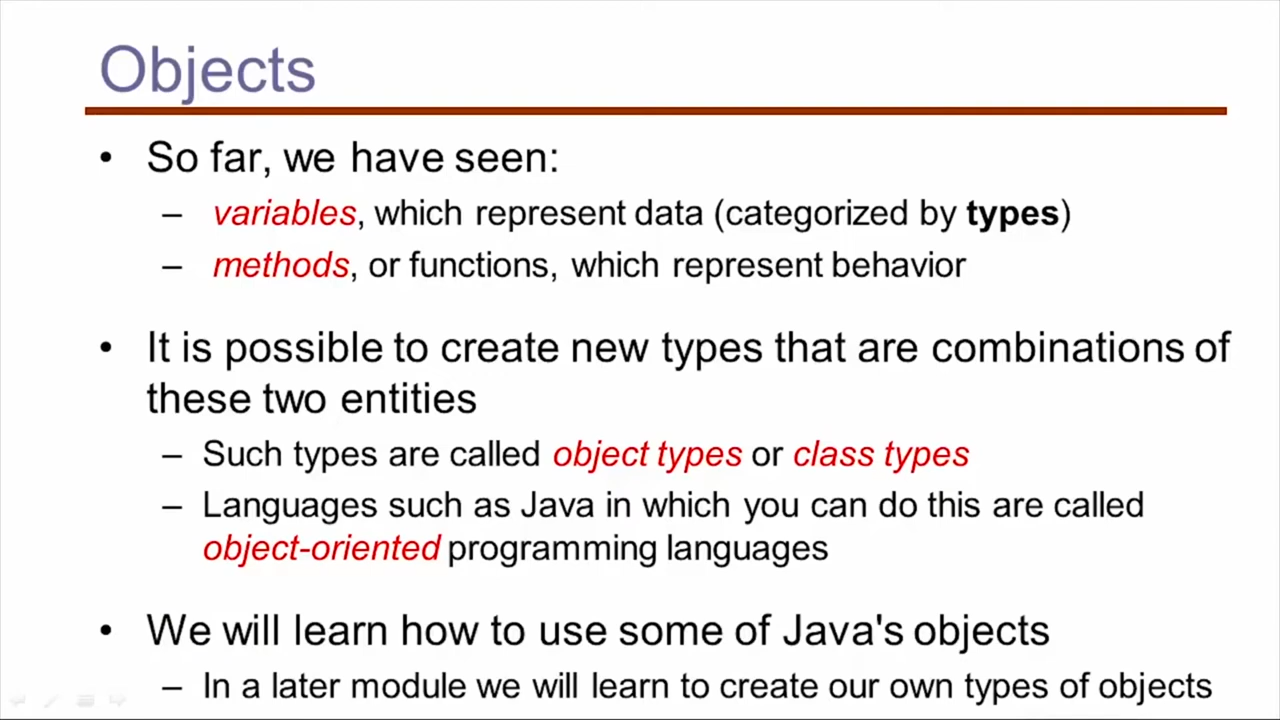 Objects
• So far, we have seen:
– variables, which represent data (categorized by types)
– methods, or functions, which represent behavior
• It is possible to create new types that are combinations of
these two entities
– Such types are called object types or class types
– Languages such as Java in which you can do this are called
object-oriented programming languages
• We will learn how to use some of Java's objects
– In a later module we will learn to create our own types of objects